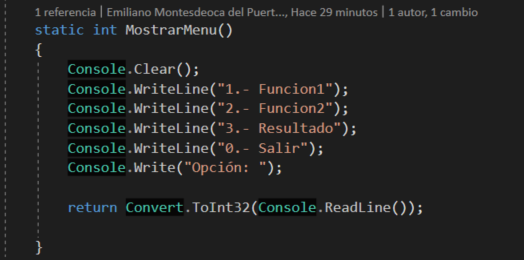 1 referencia | Emiliano Montesdeoca del Puert..., Hace 29 minutos | 1 autor, 1 cambio
static int MostrarMenu()
{
Console.Clear();
Console.WriteLine("1.- Funcion1");
Console.WriteLine("2.- Funcion2");
Console.WriteLine("3.- Resultado");
Console.WriteLine("0.- Salir");
Console.Write("Opción: ");
return Convert.ToInt32(Console.ReadLine());
}